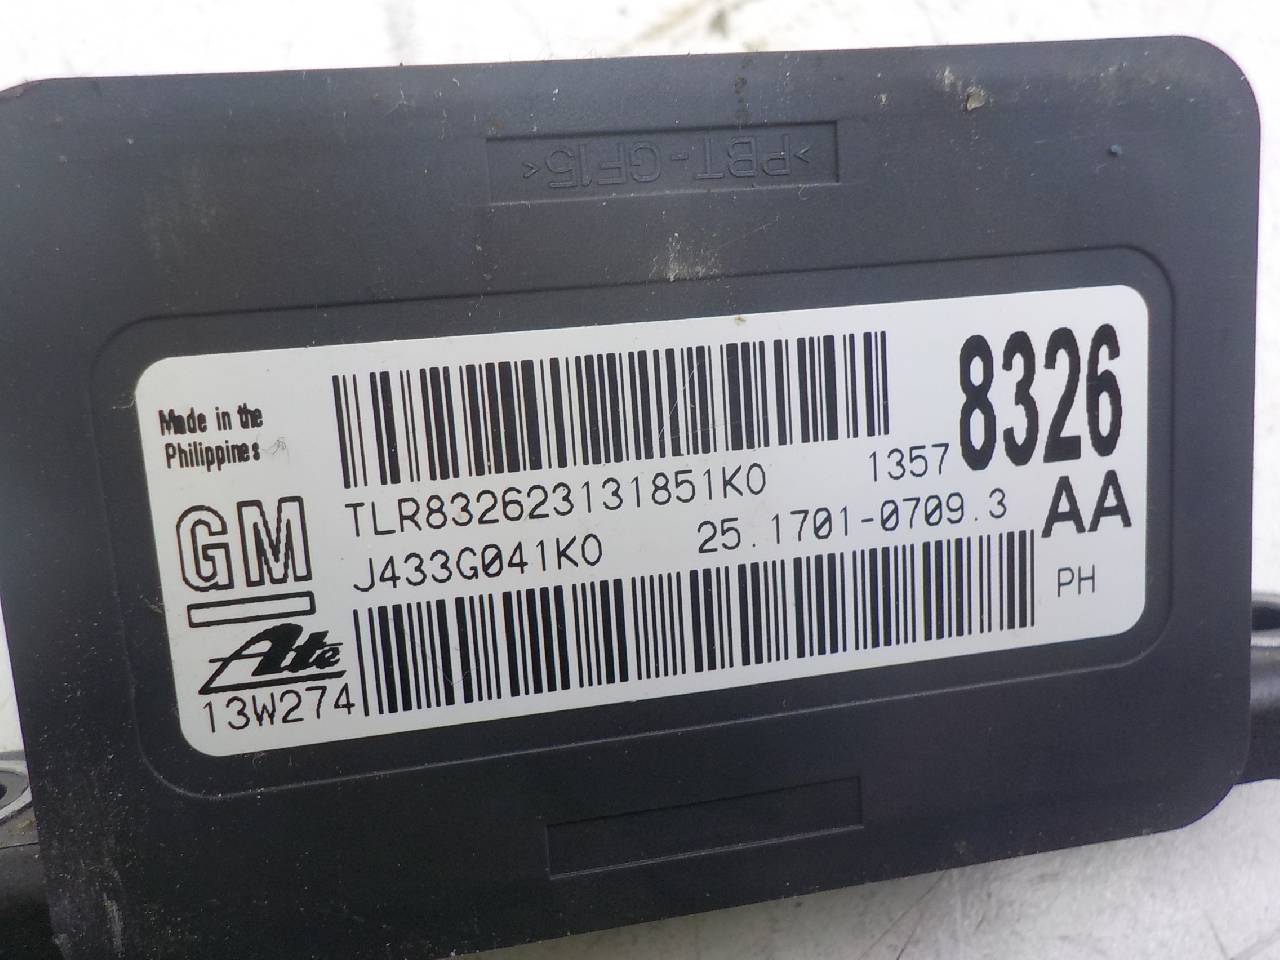 >PBT-GF15<
Made in the
Philippines
8326
1357
TLR832623131851K0
GM
J433G041K0
25.1701-0709.3
AA
PH
Ate
13W274